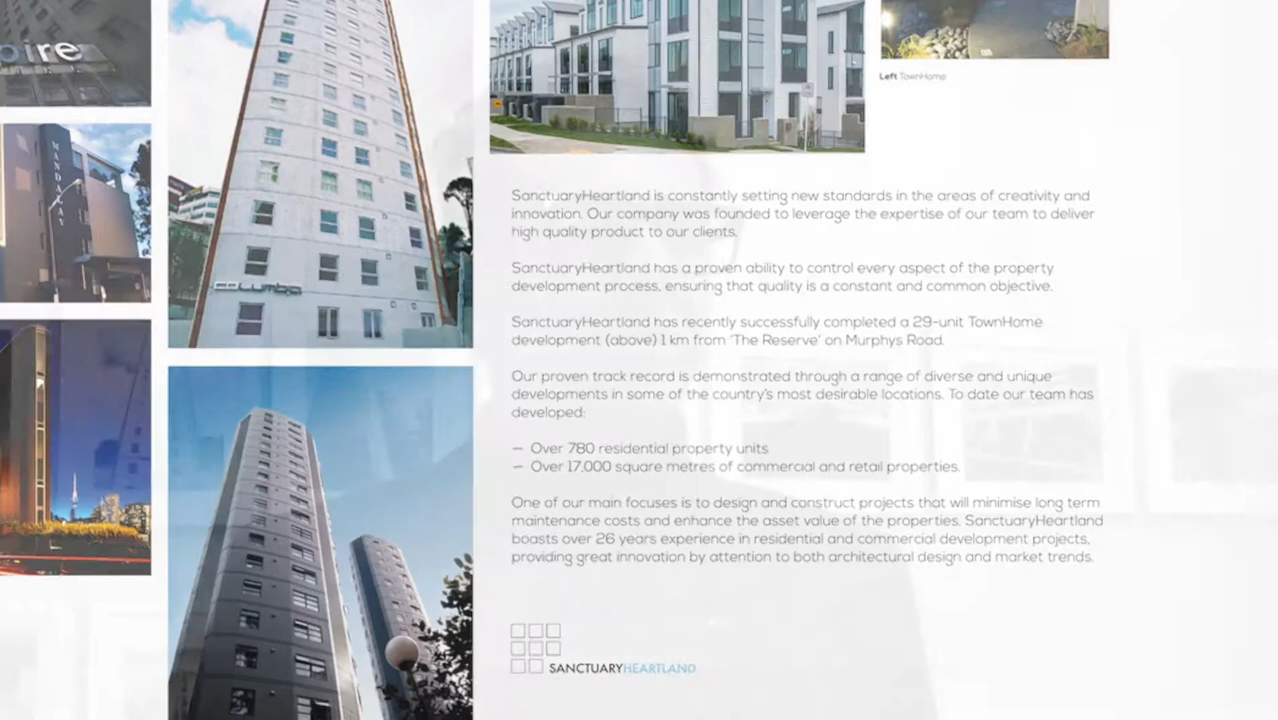 pire
MANDALAY
COLUMBIA
Left TownHome
SanctuaryHeartland is constantly setting new standards in the areas of creativity and
innovation. Our company was founded to leverage the expertise of our team to deliver
high quality product to our clients.
SanctuaryHeartland has a proven ability to control every aspect of the property
development process, ensuring that quality is a constant and common objective.
SanctuaryHeartland has recently successfully completed a 29-unit TownHome
development (above) 1 km from ‘The Reserve’ on Murphys Road.
Our proven track record is demonstrated through a range of diverse and unique
developments in some of the country’s most desirable locations. To date our team has
developed:
– Over 780 residential property units
– Over 17,000 square metres of commercial and retail properties.
One of our main focuses is to design and construct projects that will minimise long term
maintenance costs and enhance the asset value of the properties. SanctuaryHeartland
boasts over 26 years experience in residential and commercial development projects,
providing great innovation by attention to both architectural design and market trends.
SANCTUARYHEARTLAND